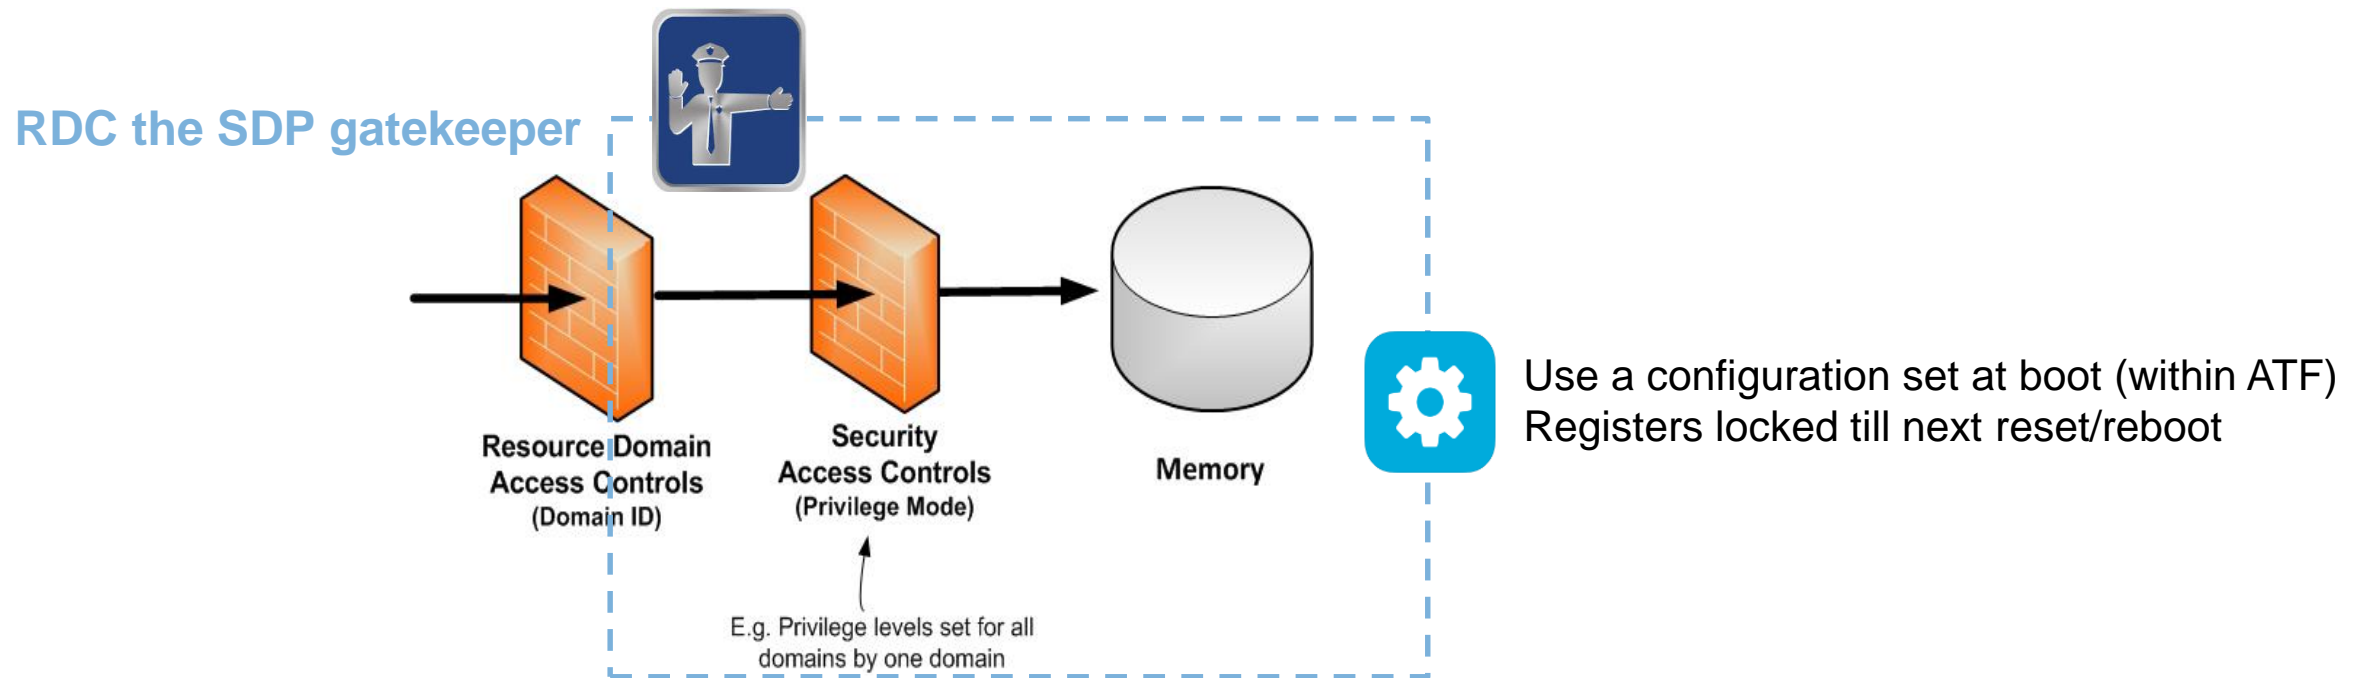 RDC the SDP gatekeeper
Resource Domain
Access Controls
(Domain ID)
Security
Access Controls
(Privilege Mode)
Memory
E.g. Privilege levels set for all
domains by one domain
Use a configuration set at boot (within ATF)
Registers locked till next reset/reboot